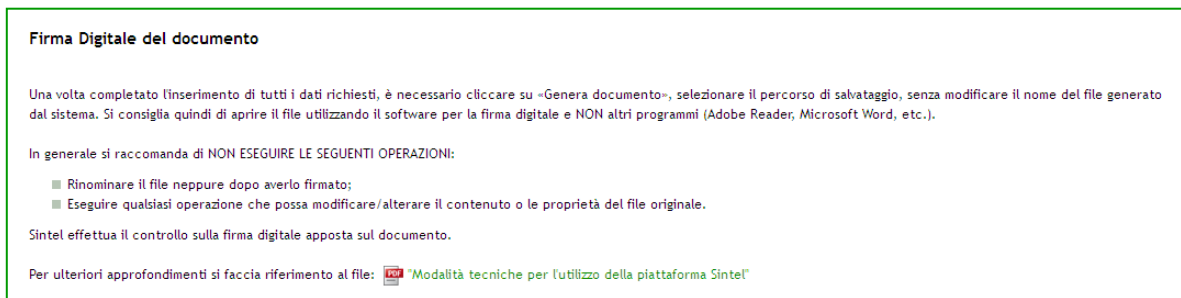 Firma Digitale del documento
Una volta completato l'inserimento di tutti i dati richiesti, è necessario cliccare su «Genera documento», selezionare il percorso di salvataggio, senza modificare il nome del file generato
dal sistema. Si consiglia quindi di aprire il file utilizzando il software per la firma digitale e NON altri programmi (Adobe Reader, Microsoft Word, etc.).
In generale si raccomanda di NON ESEGUIRE LE SEGUENTI OPERAZIONI:
Rinominare il file neppure dopo averlo firmato;
Eseguire qualsiasi operazione che possa modificare/alterare il contenuto o le proprietà del file originale.
Sintel effettua il controllo sulla firma digitale apposta sul documento.
Per ulteriori approfondimenti si faccia riferimento al file: PDF "Modalità tecniche per l'utilizzo della piattaforma Sintel"